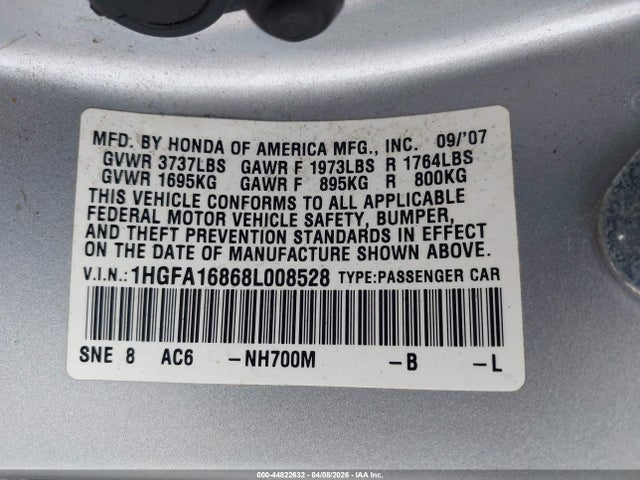 MFD. BY HONDA OF AMERICA MFG., INC. 09/'07
GVWR 3737LBS GAWR F 1973LBS R 1764LBS
GVWR 1695KG GAWR F 895KG R 800KG
THIS VEHICLE CONFORMS TO ALL APPLICABLE
FEDERAL MOTOR VEHICLE SAFETY, BUMPER,
AND THEFT PREVENTION STANDARDS IN EFFECT
ON THE DATE OF MANUFACTURE SHOWN ABOVE.
V.I.N.: 1HGFA16868L008528 TYPE:PASSENGER CAR
SNE 8 AC6 -NH700M -B -L
000-44822632 - 04/08/2026 - IAA Inc.